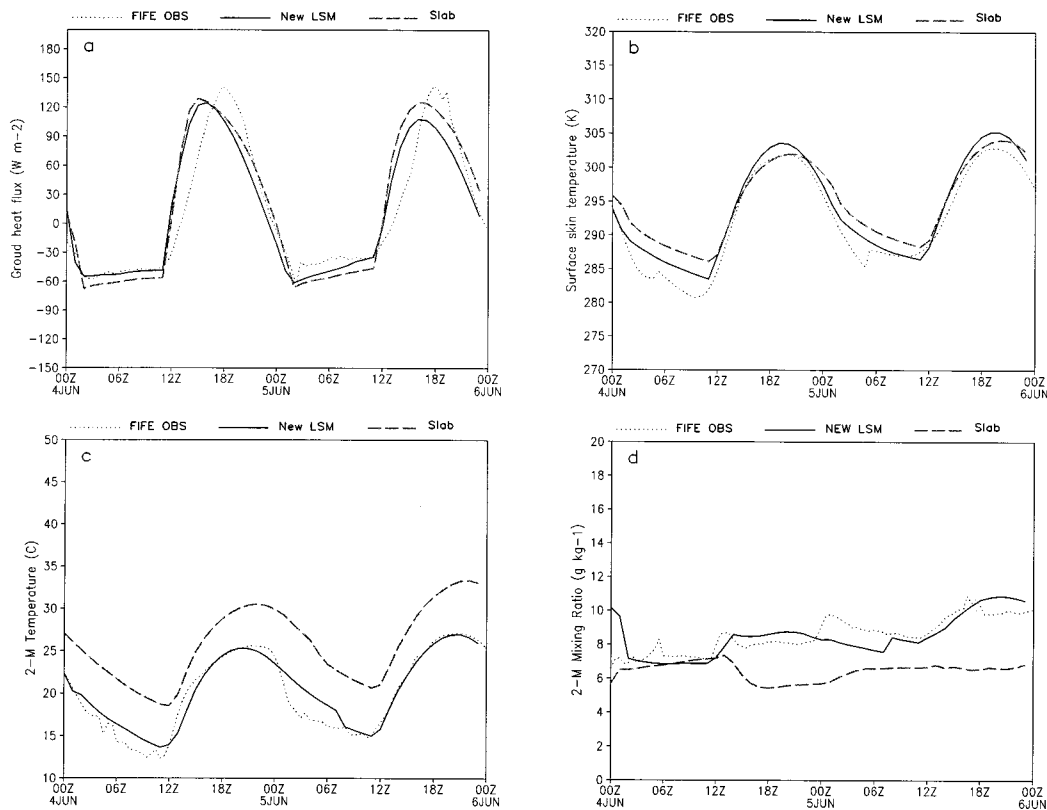 FIFE OBS New LSM Slab
a
Groud heat flux (W m−2)
180
150
120
90
60
30
0
−30
−60
−90
−120
−150
00Z 06Z 12Z 18Z 00Z 06Z 12Z 18Z 00Z
4JUN 5JUN 6JUN
FIFE OBS New LSM Slab
b
Surface skin temperature (K)
320
315
310
305
300
295
290
285
280
275
270
00Z 06Z 12Z 18Z 00Z 06Z 12Z 18Z 00Z
4JUN 5JUN 6JUN
FIFE OBS New LSM Slab
c
2−M Temperature (C)
50
45
40
35
30
25
20
15
10
00Z 06Z 12Z 18Z 00Z 06Z 12Z 18Z 00Z
4JUN 5JUN 6JUN
FIFE OBS NEW LSM Slab
d
2−M Mixing Ratio (g kg−1)
20
18
16
14
12
10
8
6
4
2
0
00Z 06Z 12Z 18Z 00Z 06Z 12Z 18Z 00Z
4JUN 5JUN 6JUN